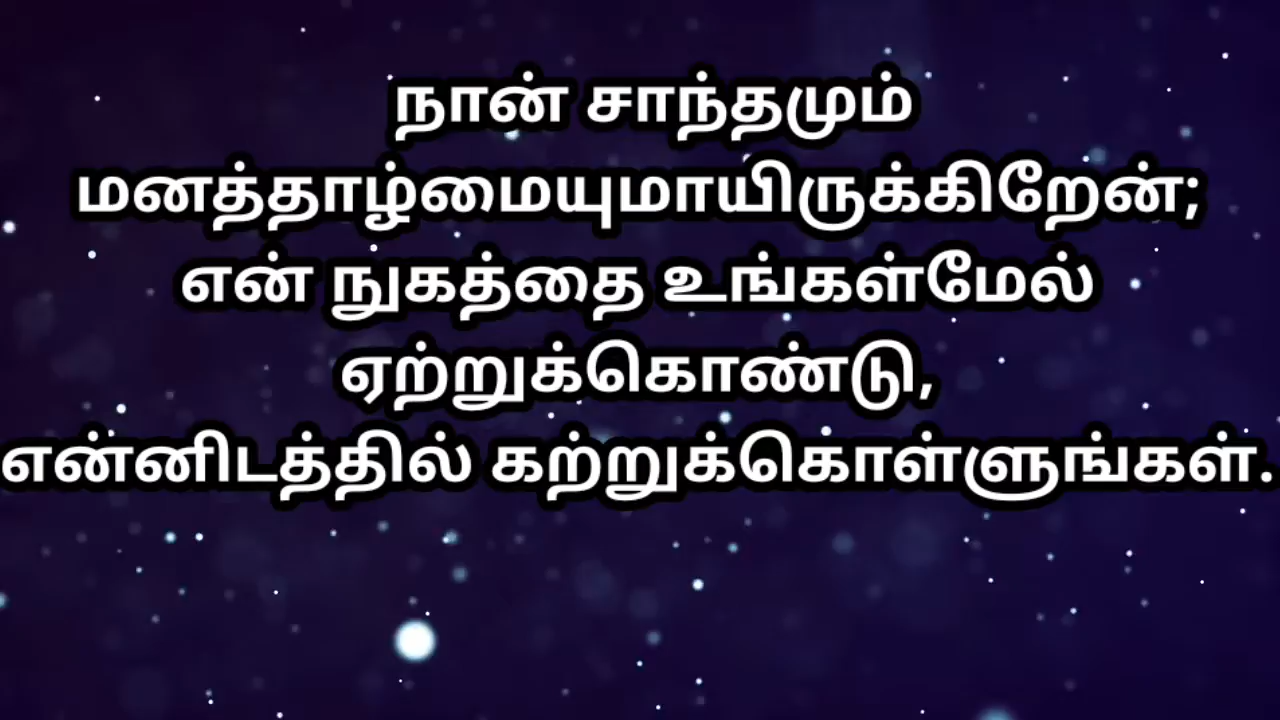 நான் சாந்தமும்
மனத்தாழ்மையுமாயிருக்கிறேன்;
என் நுகத்தை உங்கள்மேல்
ஏற்றுக்கொண்டு,
என்னிடத்தில் கற்றுக்கொள்ளுங்கள்.